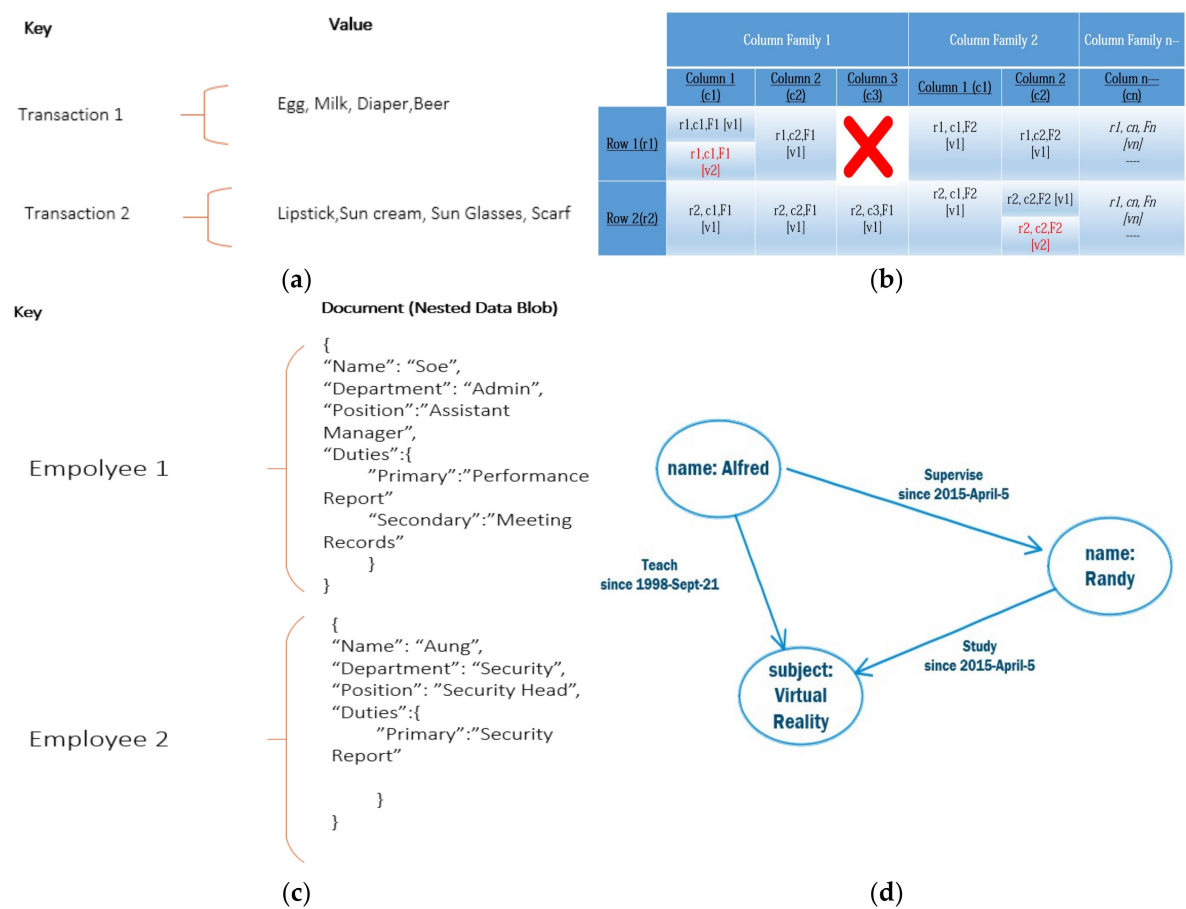 Key
Value
Transaction 1
Egg, Milk, Diaper,Beer
Transaction 2
Lipstick,Sun cream, Sun Glasses, Scarf
(a)
Column Family 1
Column Family 2
Column Family n--
Column 1
(c1)
Column 2
(c2)
Column 3
(c3)
Column 1 (c1)
Column 2
(c2)
Colum n---
(cn)
Row 1(r1)
r1,c1,F1 [v1]
r1,c1,F1
[v2]
r1,c2,F1
[v1]
r1, c1,F2
[v1]
r1,c2,F2
[v1]
r1, cn, Fn
[vn]
----
Row 2(r2)
r2, c1,F1
[v1]
r2, c2,F1
[v1]
r2, c3,F1
[v1]
r2, c1,F2
[v1]
r2, c2,F2 [v1]
r2, c2,F2
[v2]
r1, cn, Fn
[vn]
----
(b)
Key
Document (Nested Data Blob)
Empolyee 1
{
“Name”: “Soe”,
“Department”: “Admin”,
“Position”:”Assistant
Manager”,
“Duties”:{
”Primary”:”Performance
Report”
“Secondary”:”Meeting
Records”
}
}
Employee 2
{
“Name”: “Aung”,
“Department”: “Security”,
“Position”: ”Security Head”,
“Duties”:{
”Primary”:”Security
Report”
}
}
(c)
name: Alfred
Supervise
since 2015-April-5
name:
Randy
Teach
since 1998-Sept-21
Study
since 2015-April-5
subject:
Virtual
Reality
(d)